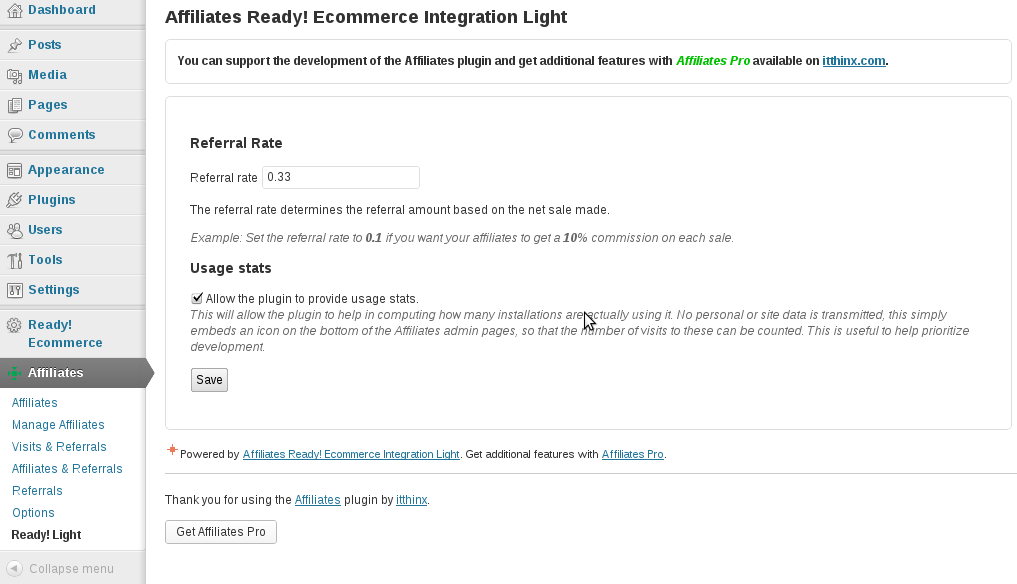 Dashboard
Posts
Media
Pages
Comments
Appearance
Plugins
Users
Tools
Settings
Ready!
Ecommerce
Affiliates
Affiliates
Manage Affiliates
Visits & Referrals
Affiliates & Referrals
Referrals
Options
Ready! Light
Collapse menu
Affiliates Ready! Ecommerce Integration Light
You can support the development of the Affiliates plugin and get additional features with Affiliates Pro available on itthinx.com.
Referral Rate
Referral rate 0.33
The referral rate determines the referral amount based on the net sale made.
Example: Set the referral rate to 0.1 if you want your affiliates to get a 10% commission on each sale.
Usage stats
Allow the plugin to provide usage stats.
This will allow the plugin to help in computing how many installations are actually using it. No personal or site data is transmitted, this simply
embeds an icon on the bottom of the Affiliates admin pages, so that the number of visits to these can be counted. This is useful to help prioritize
development.
Save
Powered by Affiliates Ready! Ecommerce Integration Light. Get additional features with Affiliates Pro.
Thank you for using the Affiliates plugin by itthinx.
Get Affiliates Pro